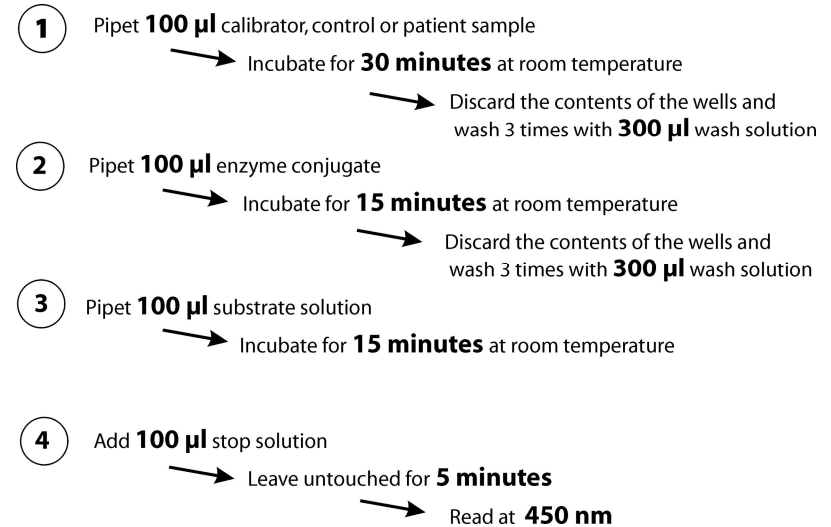 1 Pipet 100 µl calibrator, control or patient sample
Incubate for 30 minutes at room temperature
Discard the contents of the wells and
wash 3 times with 300 µl wash solution
2 Pipet 100 µl enzyme conjugate
Incubate for 15 minutes at room temperature
Discard the contents of the wells and
wash 3 times with 300 µl wash solution
3 Pipet 100 µl substrate solution
Incubate for 15 minutes at room temperature
4 Add 100 µl stop solution
Leave untouched for 5 minutes
Read at 450 nm